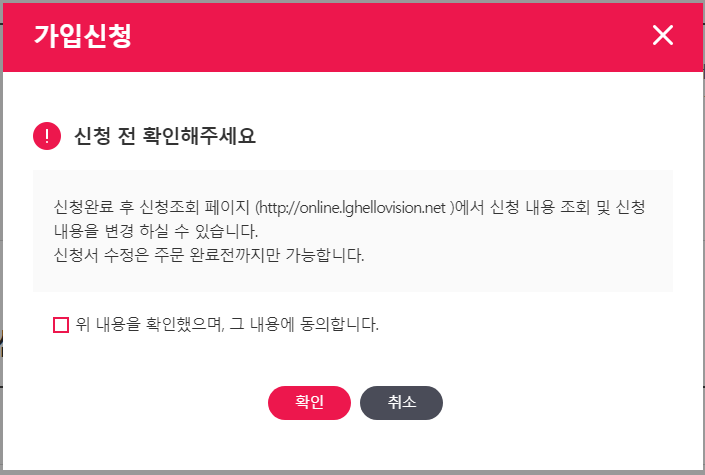 가입신청
신청 전 확인해주세요
신청완료 후 신청조회 페이지 (http://online.lghellovision.net )에서 신청 내용 조회 및 신청
내용을 변경 하실 수 있습니다.
신청서 수정은 주문 완료전까지만 가능합니다.
위 내용을 확인했으며, 그 내용에 동의합니다.
확인 취소